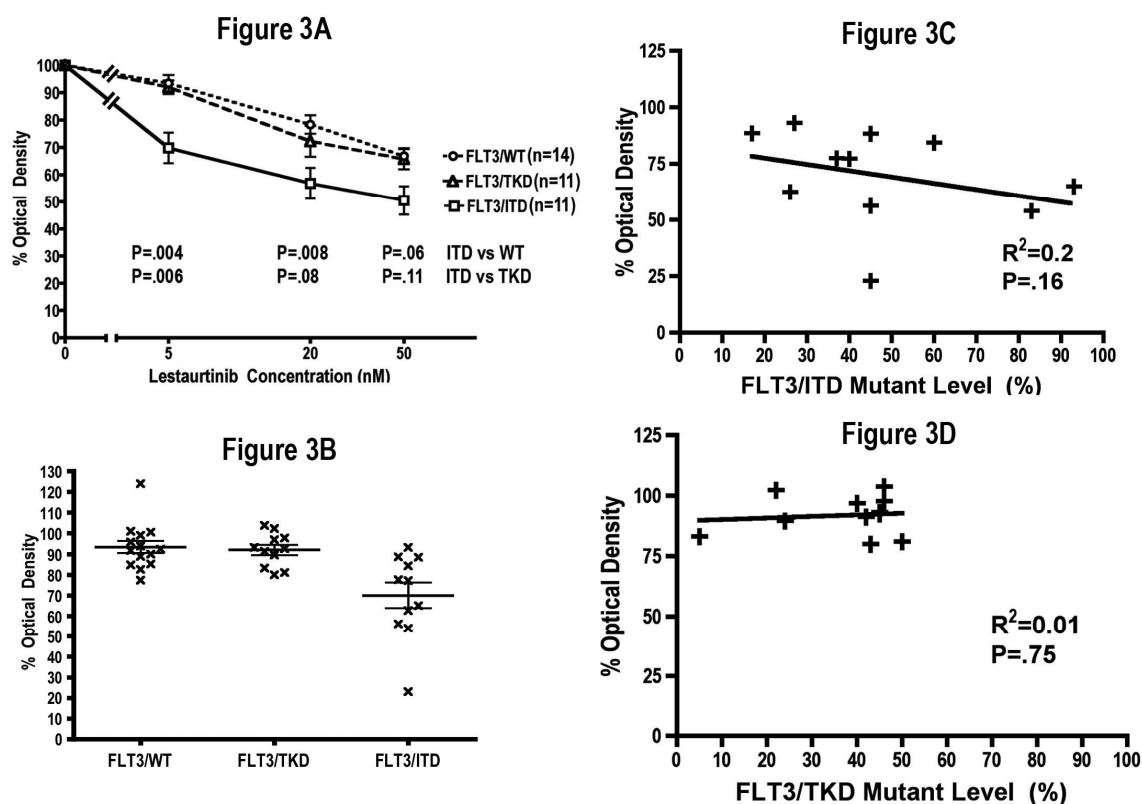 Figure 3A
100
90
80
70
60
50
40
30
20
10
0
% Optical Density
FLT3/WT (n=14)
FLT3/TKD (n=11)
FLT3/ITD (n=11)
P=.004 P=.008 P=.06 ITD vs WT
P=.006 P=.08 P=.11 ITD vs TKD
0 5 20 50
Lestaurtinib Concentration (nM)
Figure 3C
125
100
75
50
25
0
% Optical Density
R²=0.2
P=.16
0 10 20 30 40 50 60 70 80 90 100
FLT3/ITD Mutant Level (%)
Figure 3B
130
120
110
100
90
80
70
60
50
40
30
20
10
0
% Optical Density
FLT3/WT FLT3/TKD FLT3/ITD
Figure 3D
125
100
75
50
25
0
% Optical Density
R²=0.01
P=.75
0 10 20 30 40 50 60 70 80 90 100
FLT3/TKD Mutant Level (%)